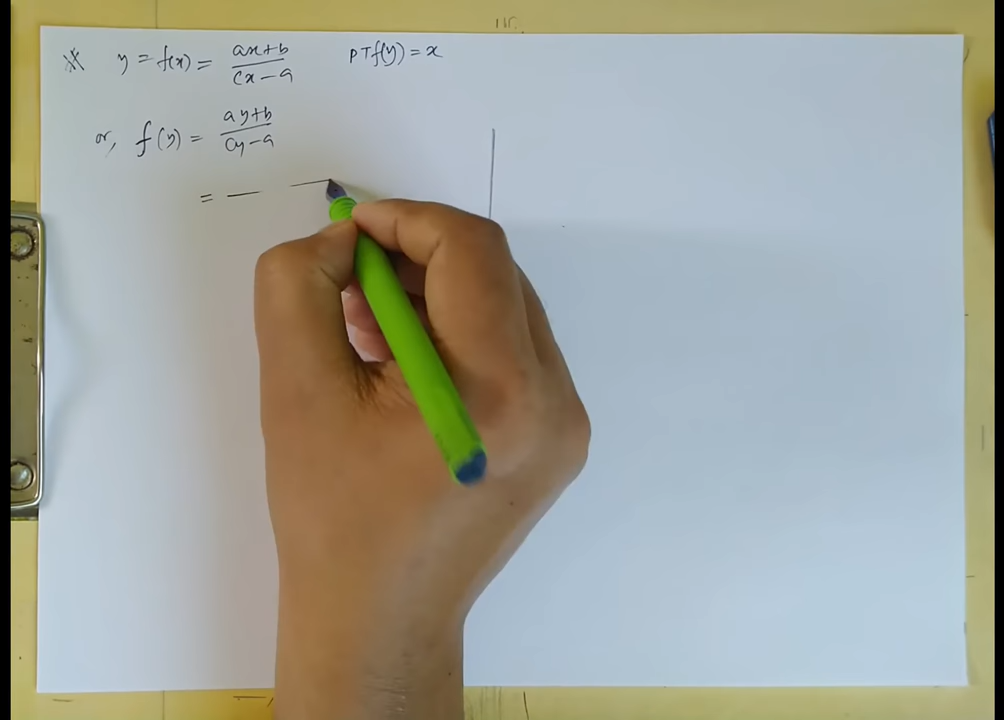 ※ y = f(x) = (ax+b)/(cx-a) PT f(y) = x
or, f(y) = (ay+b)/(cy-a)
=